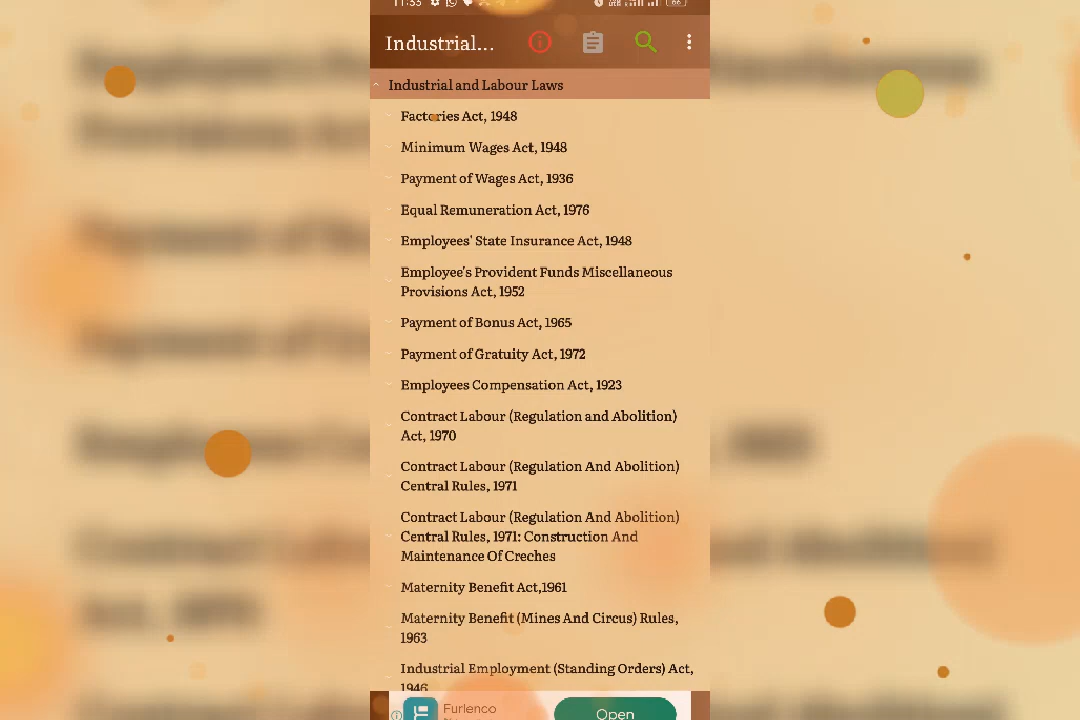 11:33
Industrial...
Industrial and Labour Laws
Factories Act, 1948
Minimum Wages Act, 1948
Payment of Wages Act, 1936
Equal Remuneration Act, 1976
Employees' State Insurance Act, 1948
Employee's Provident Funds Miscellaneous
Provisions Act, 1952
Payment of Bonus Act, 1965
Payment of Gratuity Act, 1972
Employees Compensation Act, 1923
Contract Labour (Regulation and Abolition)
Act, 1970
Contract Labour (Regulation And Abolition)
Central Rules, 1971
Contract Labour (Regulation And Abolition)
Central Rules, 1971: Construction And
Maintenance Of Creches
Maternity Benefit Act,1961
Maternity Benefit (Mines And Circus) Rules,
1963
Industrial Employment (Standing Orders) Act,
1946
Furlenco
Open